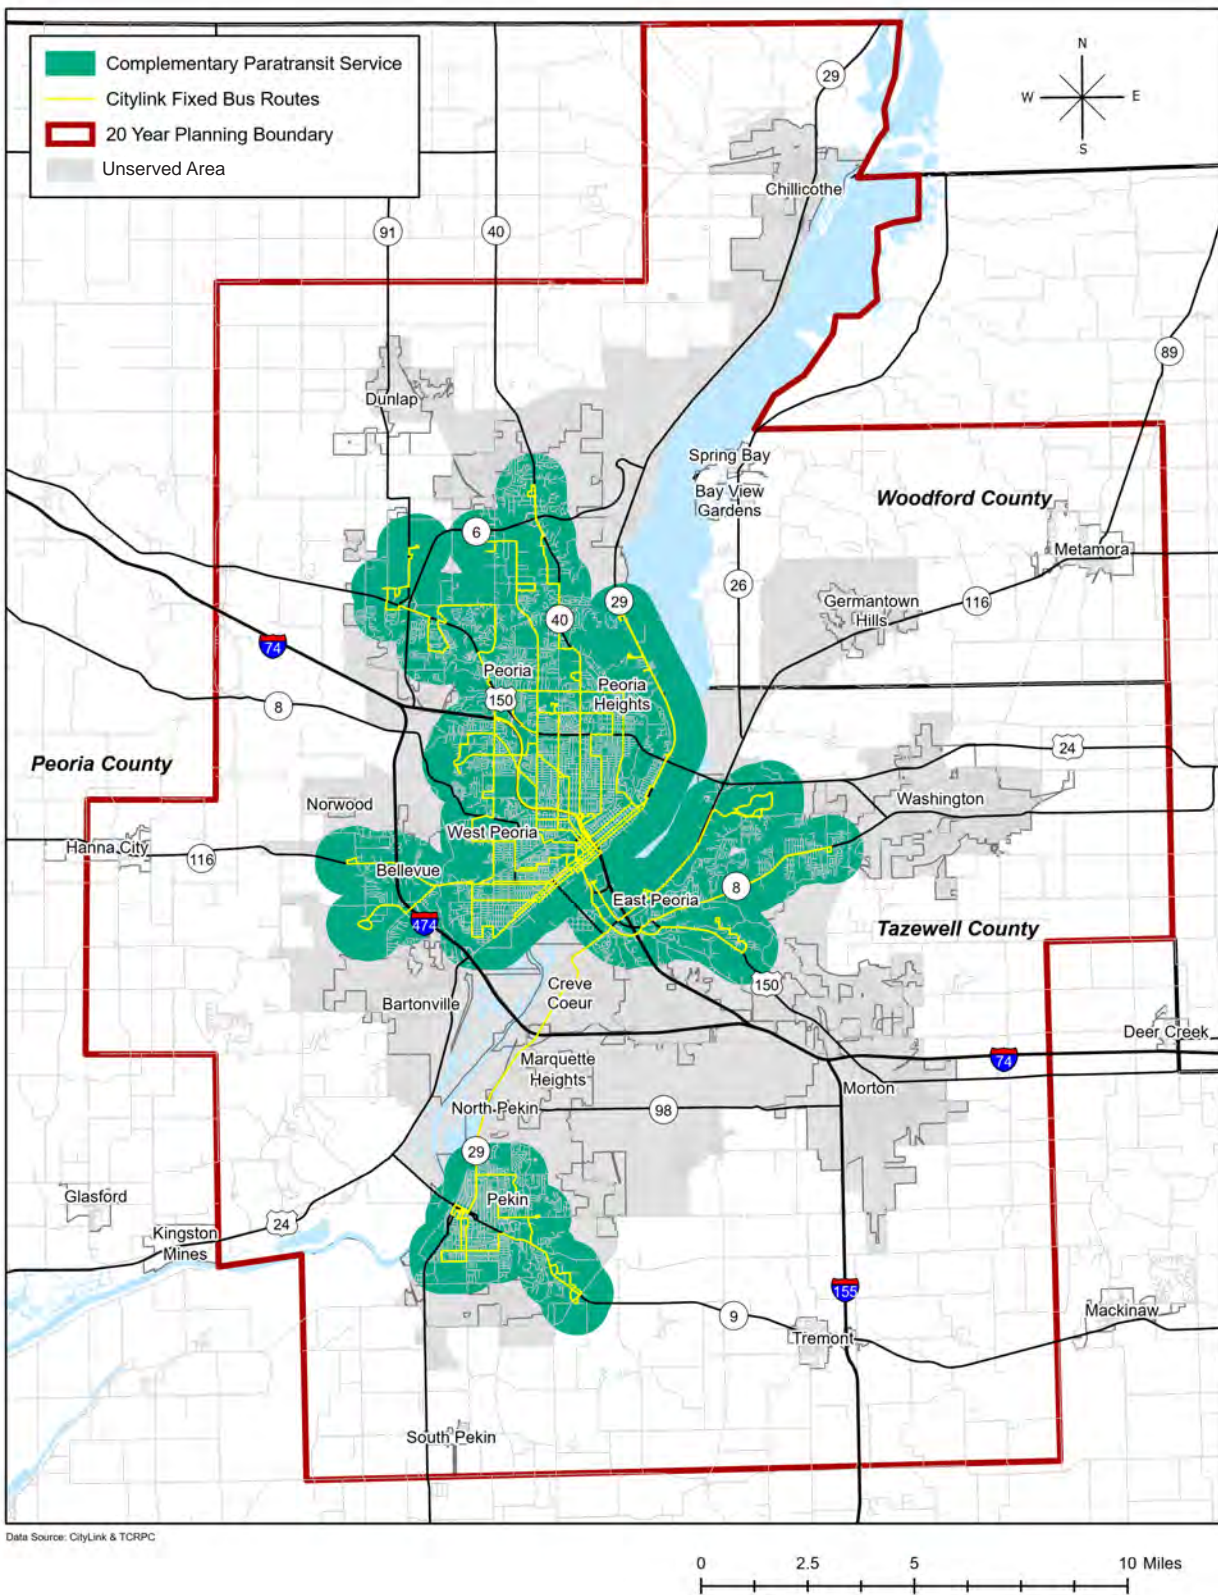 Complementary Paratransit Service
Citylink Fixed Bus Routes
20 Year Planning Boundary
Unserved Area
N
W
E
S
29
Chillicothe
91
40
89
Dunlap
Spring Bay
Bay View
Gardens
Woodford County
Metamora
6
26
29
116
Germantown
Hills
40
74
Peoria
150
Peoria
Heights
8
24
Peoria County
Norwood
Washington
West Peoria
Hanna City
116
Bellevue
8
East Peoria
474
Tazewell County
150
Creve
Coeur
Bartonville
Deer Creek
74
Marquette
Heights
Morton
North Pekin
98
29
Pekin
Glasford
24
Kingston
Mines
155
Mackinaw
9
Tremont
South Pekin
Data Source: CityLink & TCRPC
0 2.5 5 10 Miles